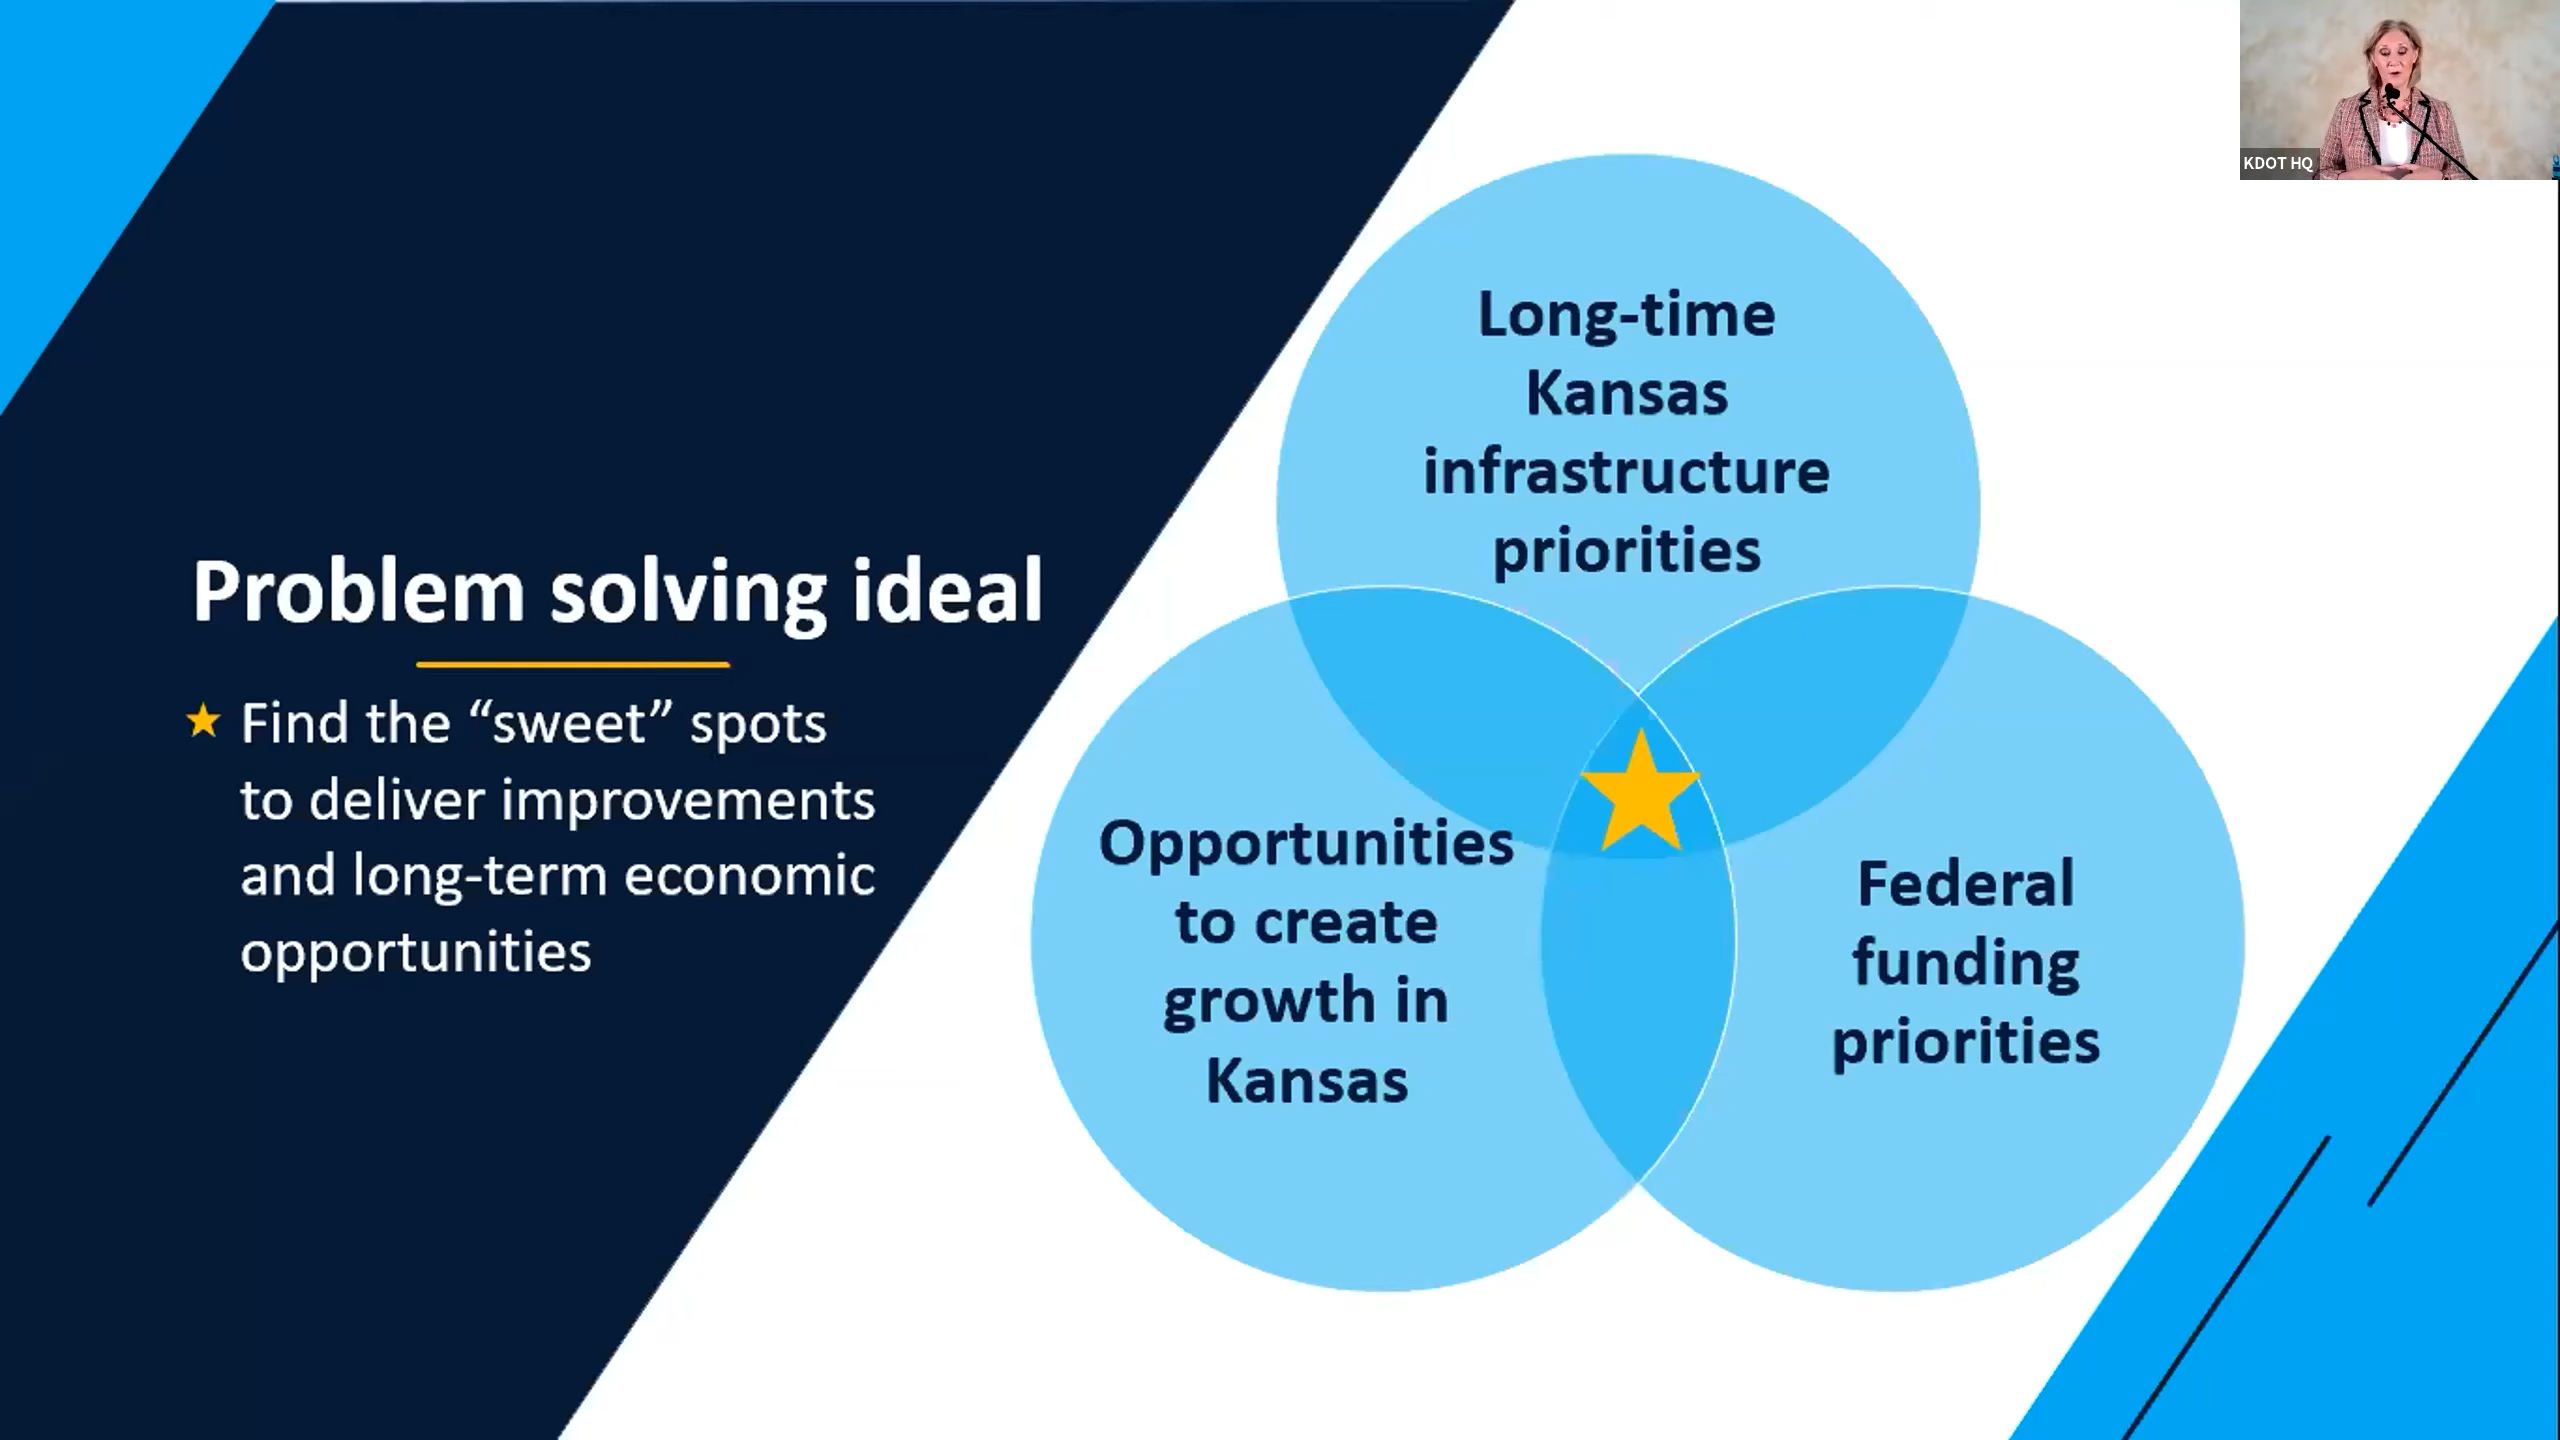 KDOT HQ
Problem solving ideal
Find the “sweet” spots
to deliver improvements
and long-term economic
opportunities
Long-time
Kansas
infrastructure
priorities
Opportunities
to create
growth in
Kansas
Federal
funding
priorities